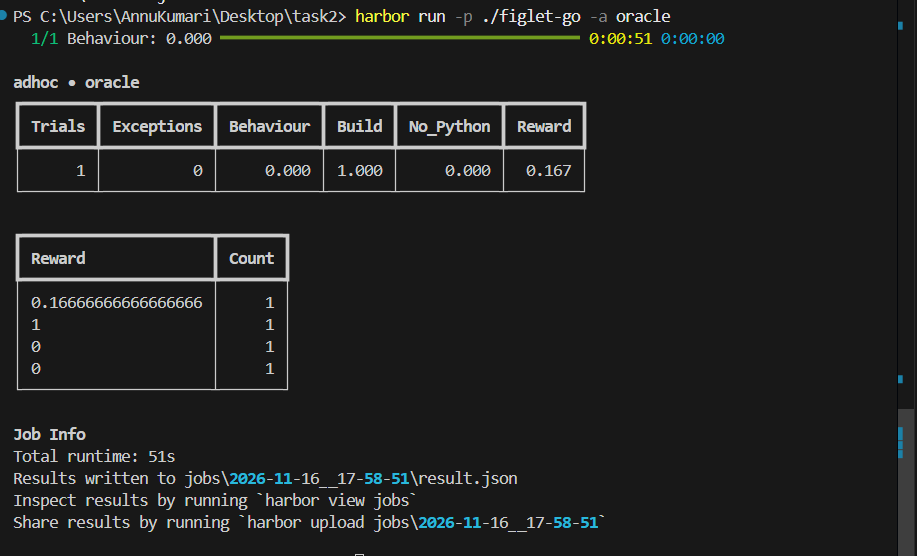 PS C:\Users\AnnuKumari\Desktop\task2> harbor run -p ./figlet-go -a oracle
1/1 Behaviour: 0.000 0:00:51 0:00:00
adhoc • oracle
Trials Exceptions Behaviour Build No_Python Reward
1 0 0.000 1.000 0.000 0.167
Reward Count
0.16666666666666666 1
1 1
0 1
0 1
Job Info
Total runtime: 51s
Results written to jobs\2026-11-16__17-58-51\result.json
Inspect results by running `harbor view jobs`
Share results by running `harbor upload jobs\2026-11-16__17-58-51`